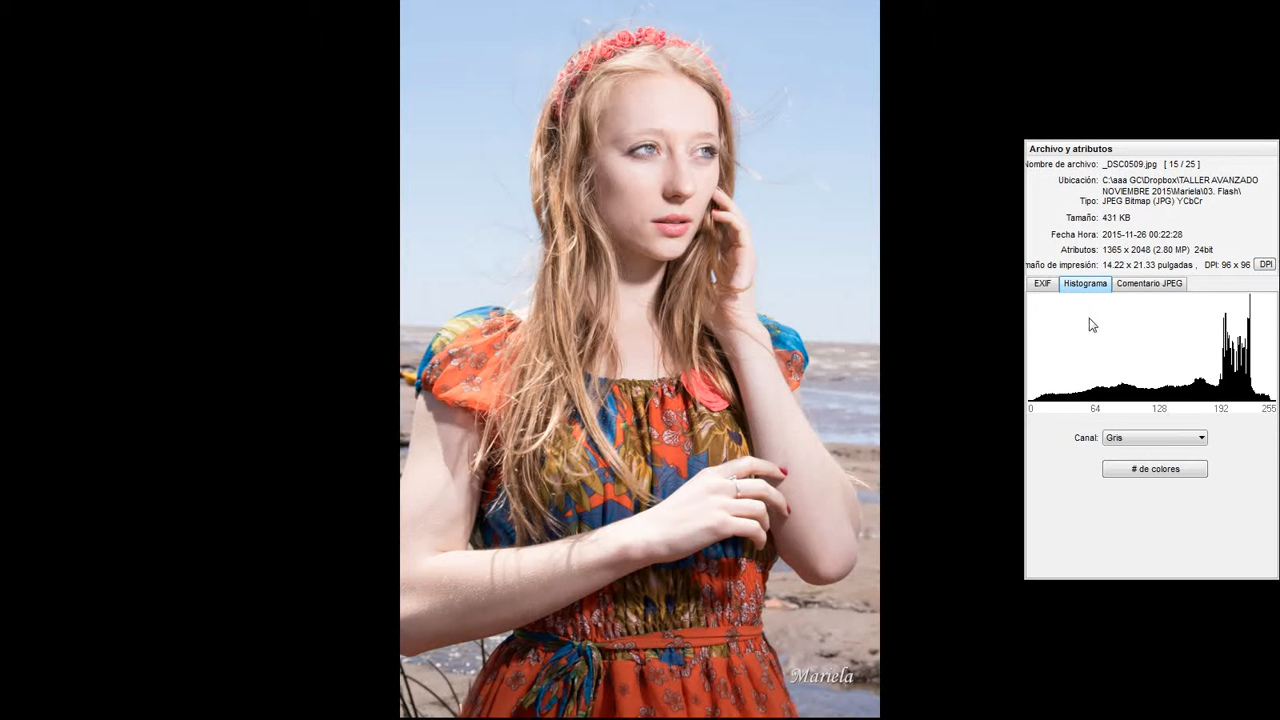 Archivo y atributos
Nombre de archivo: _DSC0509.jpg [ 15 / 25 ]
Ubicación: C:\aaa GC\Dropbox\TALLER AVANZADO
NOVIEMBRE 2015\Mariela\03. Flash\
Tipo: JPEG Bitmap (JPG) YCbCr
Tamaño: 431 KB
Fecha Hora: 2015-11-26 00:22:28
Atributos: 1365 x 2048 (2.80 MP) 24bit
maño de impresión: 14.22 x 21.33 pulgadas , DPI: 96 x 96 DPI
EXIF Histograma Comentario JPEG
0 64 128 192 255
Canal: Gris
# de colores
Mariela